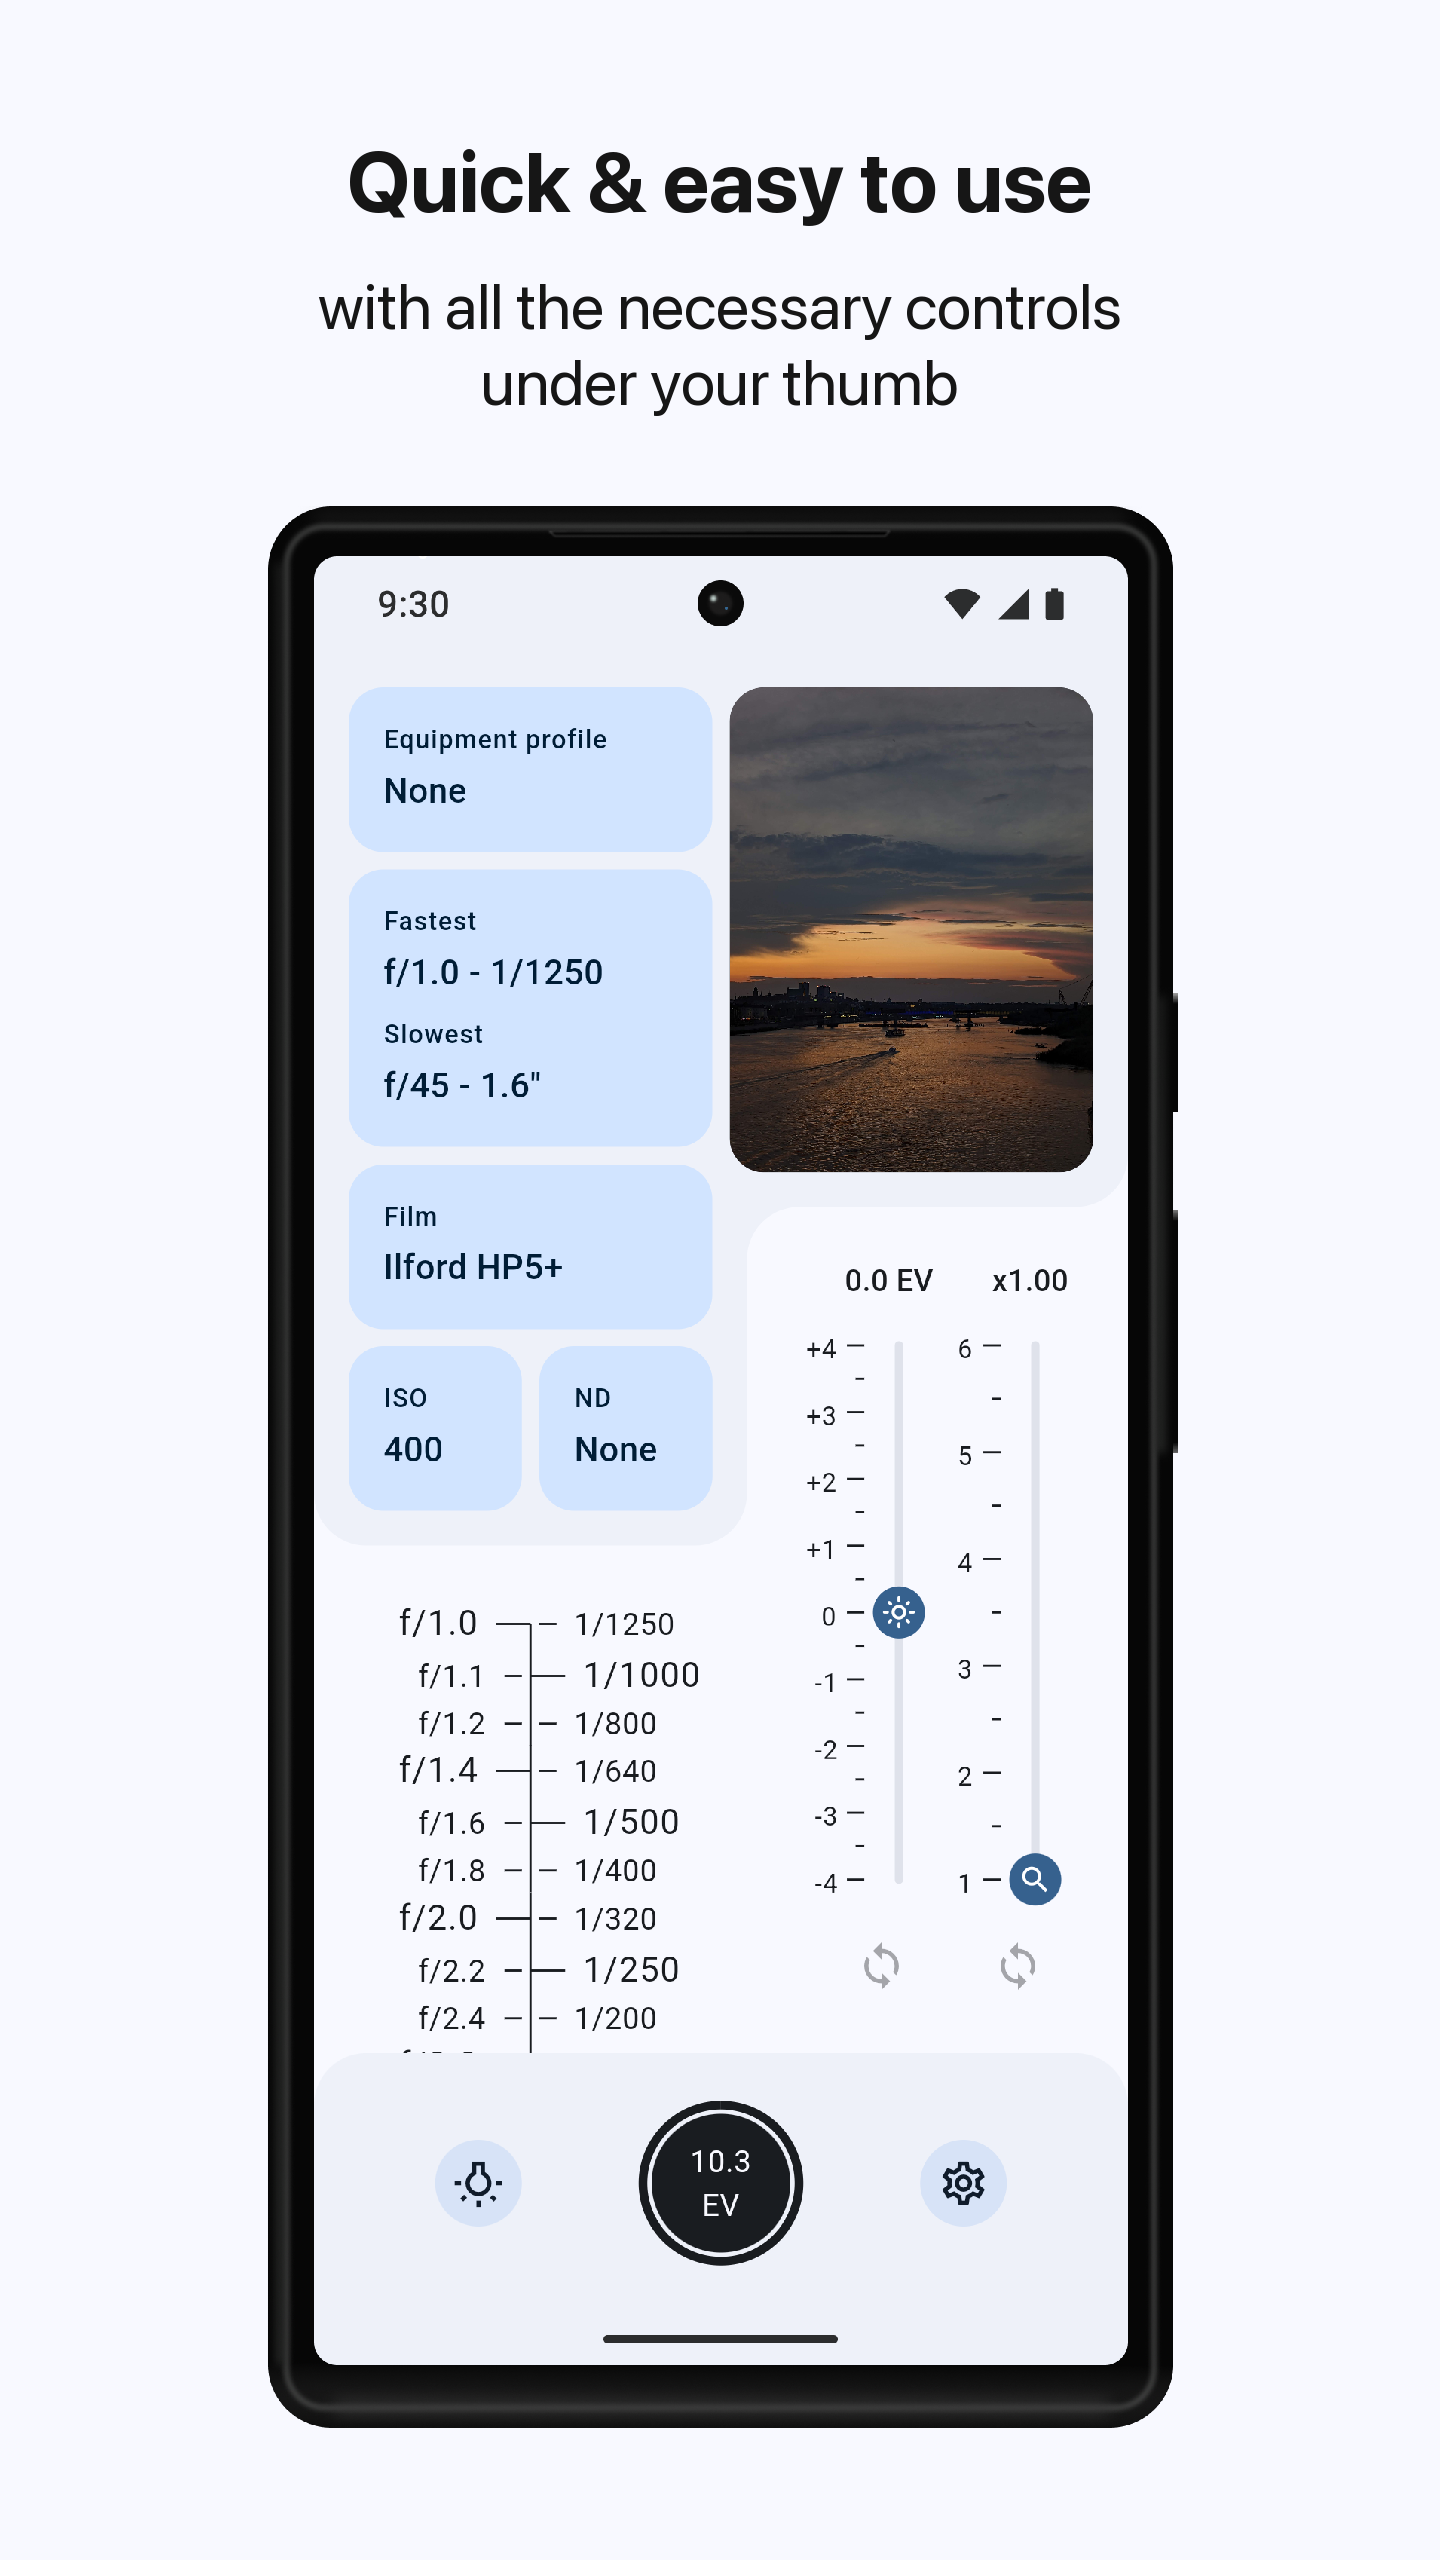 Quick & easy to use
with all the necessary controls
under your thumb
9:30
Equipment profile
None
Fastest
f/1.0 - 1/1250
Slowest
f/45 - 1.6"
Film
Ilford HP5+
ISO
400
ND
None
0.0 EV
x1.00
+4
+3
+2
+1
0
-1
-2
-3
-4
6
5
4
3
2
1
f/1.0 1/1250
f/1.1 1/1000
f/1.2 1/800
f/1.4 1/640
f/1.6 1/500
f/1.8 1/400
f/2.0 1/320
f/2.2 1/250
f/2.4 1/200
10.3
EV